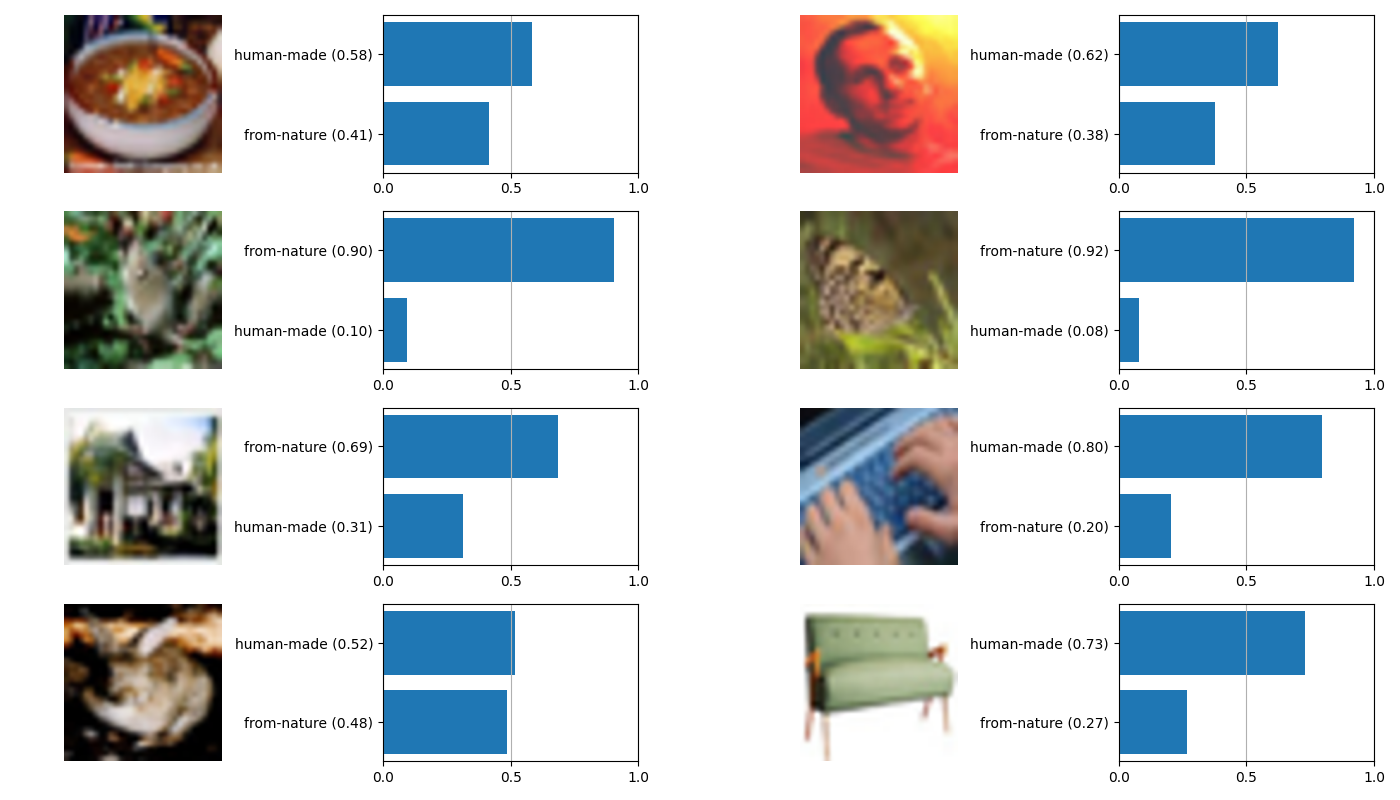 human-made (0.58)
from-nature (0.41)
0.0 0.5 1.0
human-made (0.62)
from-nature (0.38)
0.0 0.5 1.0
from-nature (0.90)
human-made (0.10)
0.0 0.5 1.0
from-nature (0.92)
human-made (0.08)
0.0 0.5 1.0
from-nature (0.69)
human-made (0.31)
0.0 0.5 1.0
human-made (0.80)
from-nature (0.20)
0.0 0.5 1.0
human-made (0.52)
from-nature (0.48)
0.0 0.5 1.0
human-made (0.73)
from-nature (0.27)
0.0 0.5 1.0